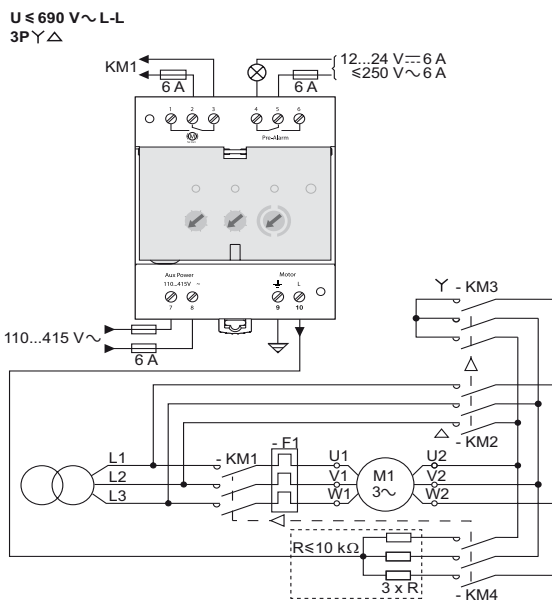 U ≤ 690 V∼ L-L
3P Y △
KM1
6 A
12...24 V⎓ 6 A
≤250 V∼ 6 A
6 A
1 2 3 4 5 6
M
Pre-Alarm
Aux Power
110...415V ~
7 8
Motor
L
9 10
110...415 V∼
6 A
Y - KM3
△ - KM2
L1
L2
L3
- KM1
- F1
U1
V1
W1
M1
3∼
U2
V2
W2
R≤10 kΩ
3 x R
- KM4